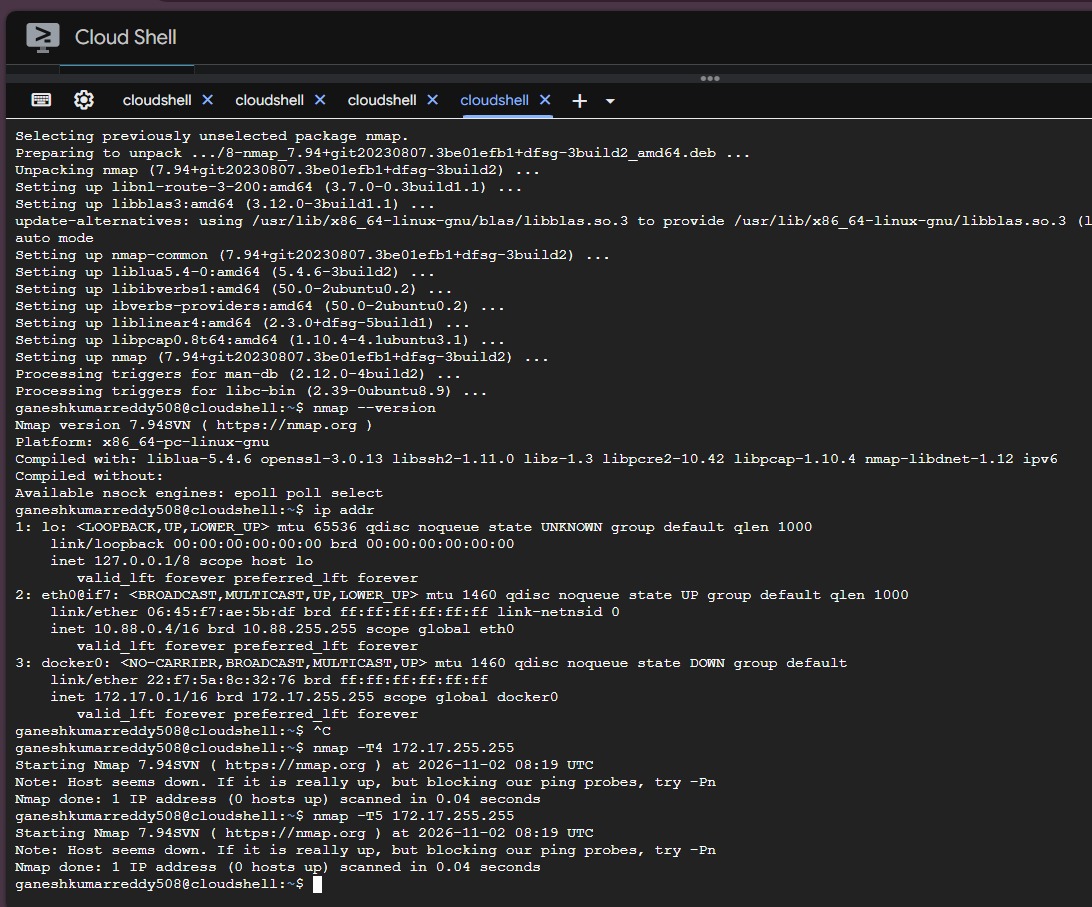 Cloud Shell
cloudshell
cloudshell
cloudshell
cloudshell
Selecting previously unselected package nmap.
Preparing to unpack .../8-nmap_7.94+git20230807.3be01efb1+dfsg-3build2_amd64.deb ...
Unpacking nmap (7.94+git20230807.3be01efb1+dfsg-3build2) ...
Setting up libnl-route-3-200:amd64 (3.7.0-0.3build1.1) ...
Setting up libblas3:amd64 (3.12.0-3build1.1) ...
update-alternatives: using /usr/lib/x86_64-linux-gnu/blas/libblas.so.3 to provide /usr/lib/x86_64-linux-gnu/libblas.so.3 (l
auto mode
Setting up nmap-common (7.94+git20230807.3be01efb1+dfsg-3build2) ...
Setting up liblua5.4-0:amd64 (5.4.6-3build2) ...
Setting up libibverbs1:amd64 (50.0-2ubuntu0.2) ...
Setting up ibverbs-providers:amd64 (50.0-2ubuntu0.2) ...
Setting up liblinear4:amd64 (2.3.0+dfsg-5build1) ...
Setting up libpcap0.8t64:amd64 (1.10.4-4.1ubuntu3.1) ...
Setting up nmap (7.94+git20230807.3be01efb1+dfsg-3build2) ...
Processing triggers for man-db (2.12.0-4build2) ...
Processing triggers for libc-bin (2.39-0ubuntu8.9) ...
ganeshkumarreddy508@cloudshell:~$ nmap --version
Nmap version 7.94SVN ( https://nmap.org )
Platform: x86_64-pc-linux-gnu
Compiled with: liblua-5.4.6 openssl-3.0.13 libssh2-1.11.0 libz-1.3 libpcre2-10.42 libpcap-1.10.4 nmap-libdnet-1.12 ipv6
Compiled without:
Available nsock engines: epoll poll select
ganeshkumarreddy508@cloudshell:~$ ip addr
1: lo: <LOOPBACK,UP,LOWER_UP> mtu 65536 qdisc noqueue state UNKNOWN group default qlen 1000
    link/loopback 00:00:00:00:00:00 brd 00:00:00:00:00:00
    inet 127.0.0.1/8 scope host lo
       valid_lft forever preferred_lft forever
2: eth0@if7: <BROADCAST,MULTICAST,UP,LOWER_UP> mtu 1460 qdisc noqueue state UP group default qlen 1000
    link/ether 06:45:f7:ae:5b:df brd ff:ff:ff:ff:ff:ff link-netnsid 0
    inet 10.88.0.4/16 brd 10.88.255.255 scope global eth0
       valid_lft forever preferred_lft forever
3: docker0: <NO-CARRIER,BROADCAST,MULTICAST,UP> mtu 1460 qdisc noqueue state DOWN group default
    link/ether 22:f7:5a:8c:32:76 brd ff:ff:ff:ff:ff:ff
    inet 172.17.0.1/16 brd 172.17.255.255 scope global docker0
       valid_lft forever preferred_lft forever
ganeshkumarreddy508@cloudshell:~$ ^C
ganeshkumarreddy508@cloudshell:~$ nmap -T4 172.17.255.255
Starting Nmap 7.94SVN ( https://nmap.org ) at 2026-11-02 08:19 UTC
Note: Host seems down. If it is really up, but blocking our ping probes, try -Pn
Nmap done: 1 IP address (0 hosts up) scanned in 0.04 seconds
ganeshkumarreddy508@cloudshell:~$ nmap -T5 172.17.255.255
Starting Nmap 7.94SVN ( https://nmap.org ) at 2026-11-02 08:19 UTC
Note: Host seems down. If it is really up, but blocking our ping probes, try -Pn
Nmap done: 1 IP address (0 hosts up) scanned in 0.04 seconds
ganeshkumarreddy508@cloudshell:~$